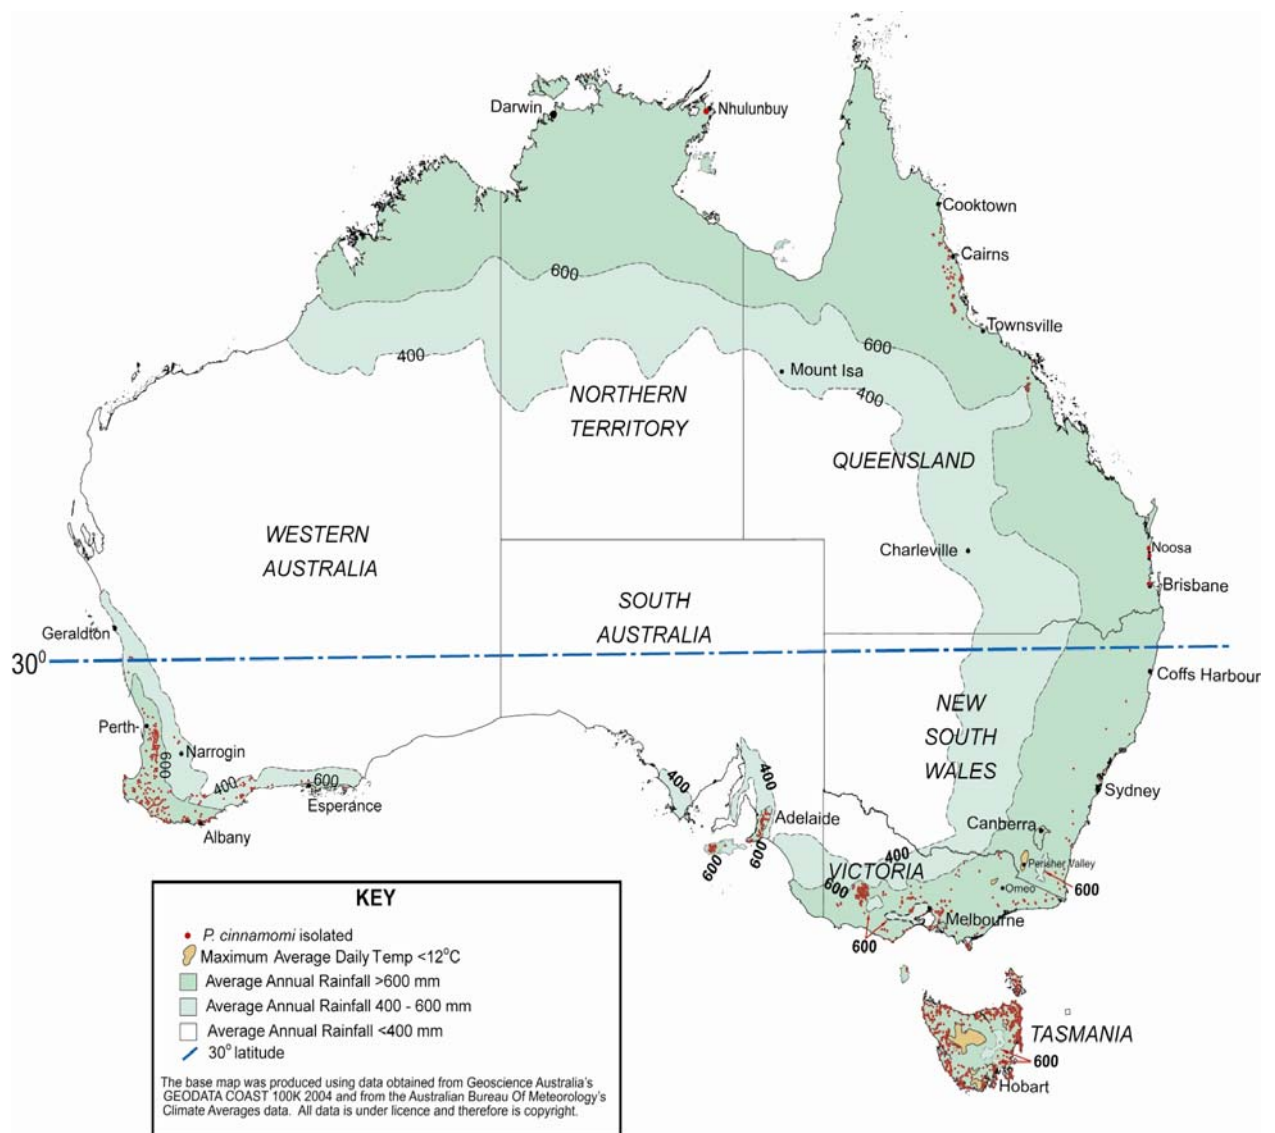 Darwin
Nhulunbuy
Cooktown
Cairns
600
Townsville
600
400
Mount Isa
400
NORTHERN
TERRITORY
QUEENSLAND
WESTERN
AUSTRALIA
Charleville
Noosa
Brisbane
SOUTH
AUSTRALIA
Geraldton
30⁰
Coffs Harbour
NEW
SOUTH
WALES
Perth
Narrogin
600
400
600
Esperance
Albany
400
400
Adelaide
600
600
Sydney
Canberra
400
VICTORIA
600
Perisher Valley
Omeo
600
Melbourne
600
TASMANIA
600
Hobart
KEY
P. cinnamomi isolated
Maximum Average Daily Temp <12°C
Average Annual Rainfall >600 mm
Average Annual Rainfall 400 - 600 mm
Average Annual Rainfall <400 mm
30° latitude
The base map was produced using data obtained from Geoscience Australia's
GEODATA COAST 100K 2004 and from the Australian Bureau Of Meteorology's
Climate Averages data. All data is under licence and therefore is copyright.